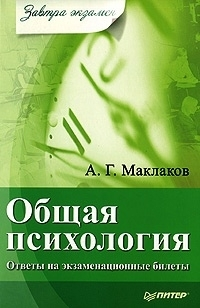 Завтра экзамен
А. Г. Маклаков
Общая
психология
Ответы на экзаменационные билеты
ПИТЕР